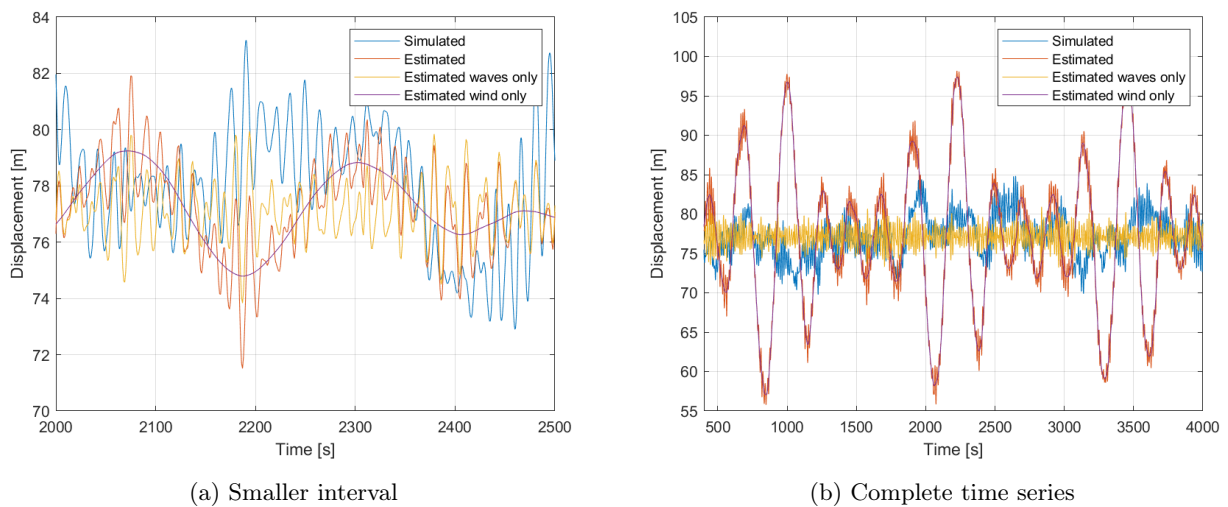 84
82
80
78
76
74
72
70
Displacement [m]
2000 2100 2200 2300 2400 2500
Time [s]
Simulated
Estimated
Estimated waves only
Estimated wind only
(a) Smaller interval
105
100
95
90
85
80
75
70
65
60
55
Displacement [m]
500 1000 1500 2000 2500 3000 3500 4000
Time [s]
Simulated
Estimated
Estimated waves only
Estimated wind only
(b) Complete time series